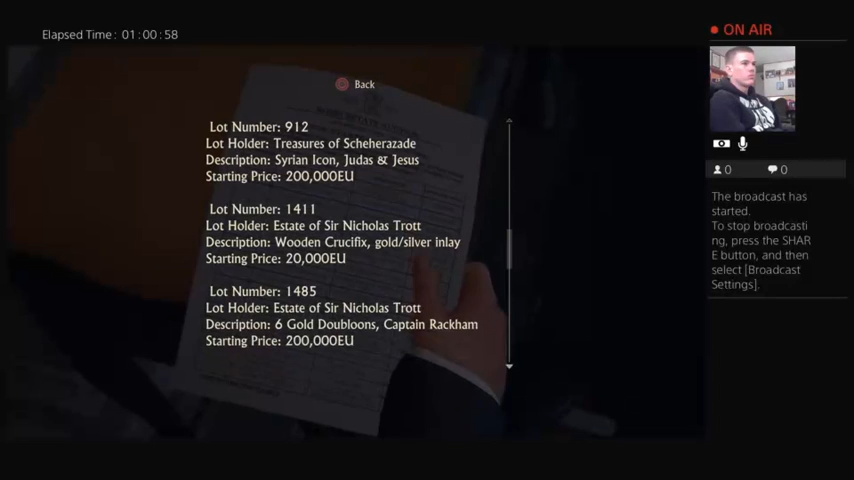 Elapsed Time : 01:00:58
ON AIR
Back
Lot Number: 912
Lot Holder: Treasures of Scheherazade
Description: Syrian Icon, Judas & Jesus
Starting Price: 200,000EU
Lot Number: 1411
Lot Holder: Estate of Sir Nicholas Trott
Description: Wooden Crucifix, gold/silver inlay
Starting Price: 20,000EU
Lot Number: 1485
Lot Holder: Estate of Sir Nicholas Trott
Description: 6 Gold Doubloons, Captain Rackham
Starting Price: 200,000EU
0
0
The broadcast has
started.
To stop broadcasti
ng, press the SHAR
E button, and then
select [Broadcast
Settings].